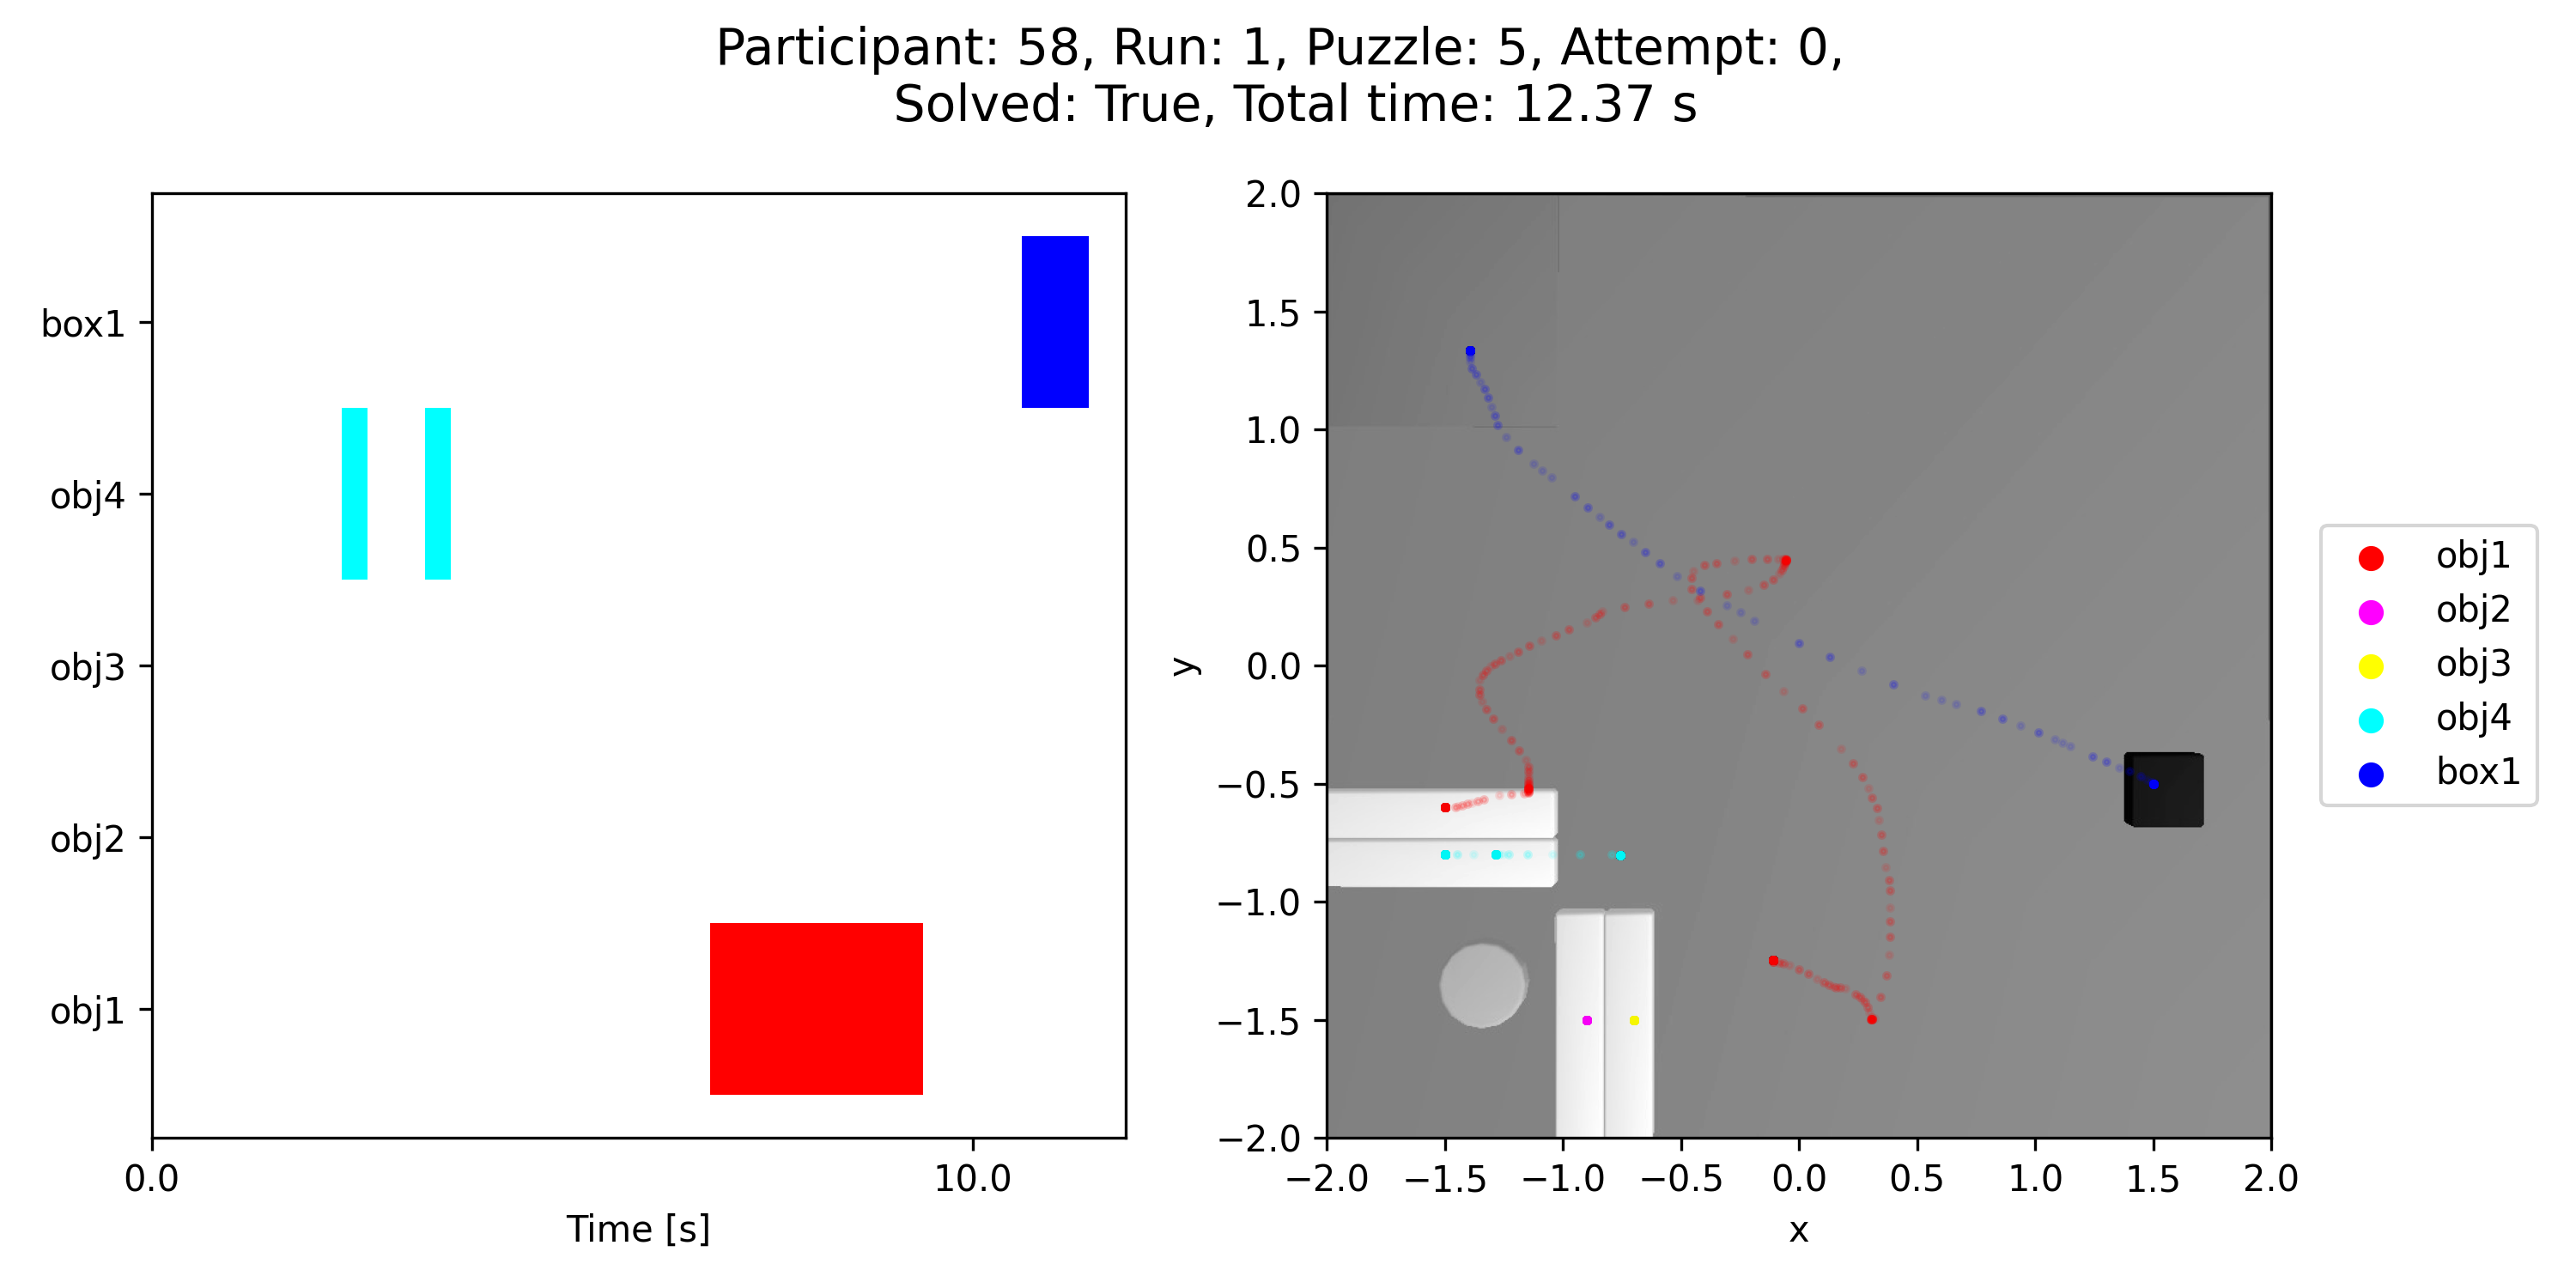 Participant: 58, Run: 1, Puzzle: 5, Attempt: 0,
Solved: True, Total time: 12.37 s
box1
obj4
obj3
obj2
obj1
0.0
10.0
Time [s]
2.0
1.5
1.0
0.5
0.0
−0.5
−1.0
−1.5
−2.0
y
−2.0 −1.5 −1.0 −0.5 0.0 0.5 1.0 1.5 2.0
x
obj1
obj2
obj3
obj4
box1